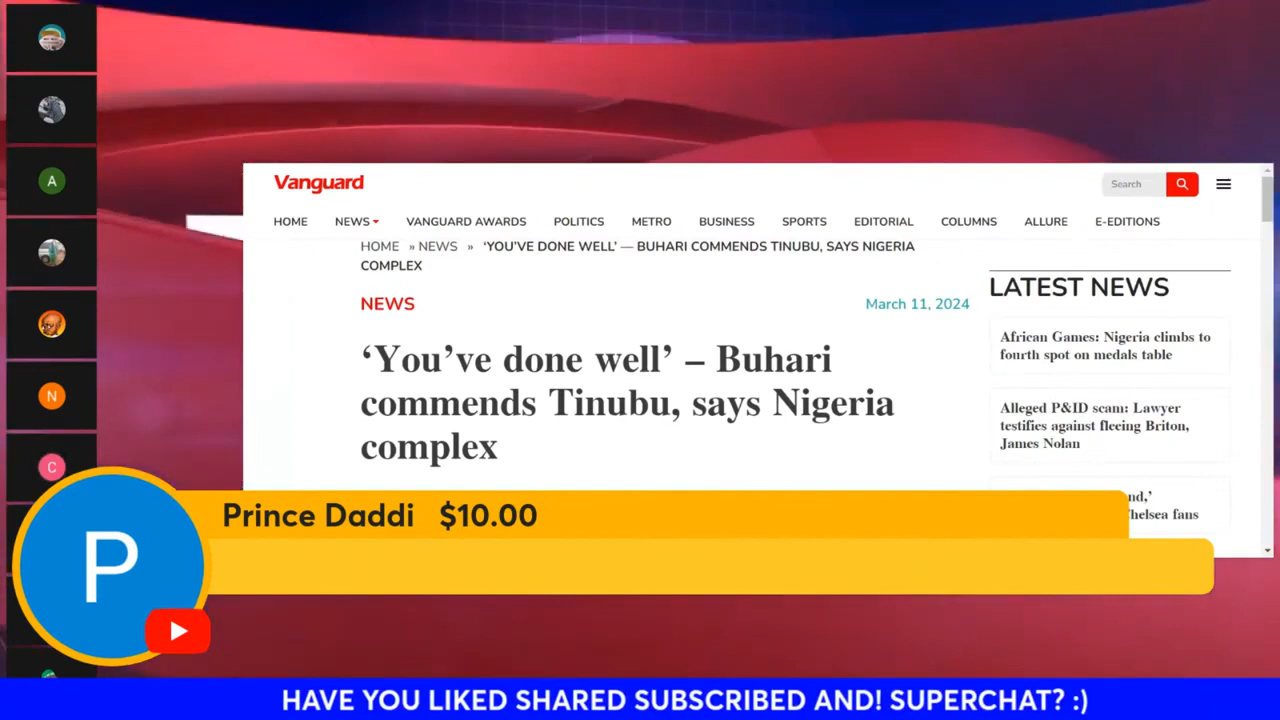 Vanguard
Search
HOME NEWS VANGUARD AWARDS POLITICS METRO BUSINESS SPORTS EDITORIAL COLUMNS ALLURE E-EDITIONS
HOME » NEWS » ‘YOU’VE DONE WELL’ — BUHARI COMMENDS TINUBU, SAYS NIGERIA
COMPLEX
NEWS
March 11, 2024
‘You’ve done well’ – Buhari
commends Tinubu, says Nigeria
complex
LATEST NEWS
African Games: Nigeria climbs to
fourth spot on medals table
Alleged P&ID scam: Lawyer
testifies against fleeing Briton,
James Nolan
fans
A
N
C
P
Prince Daddi $10.00
HAVE YOU LIKED SHARED SUBSCRIBED AND! SUPERCHAT? :)